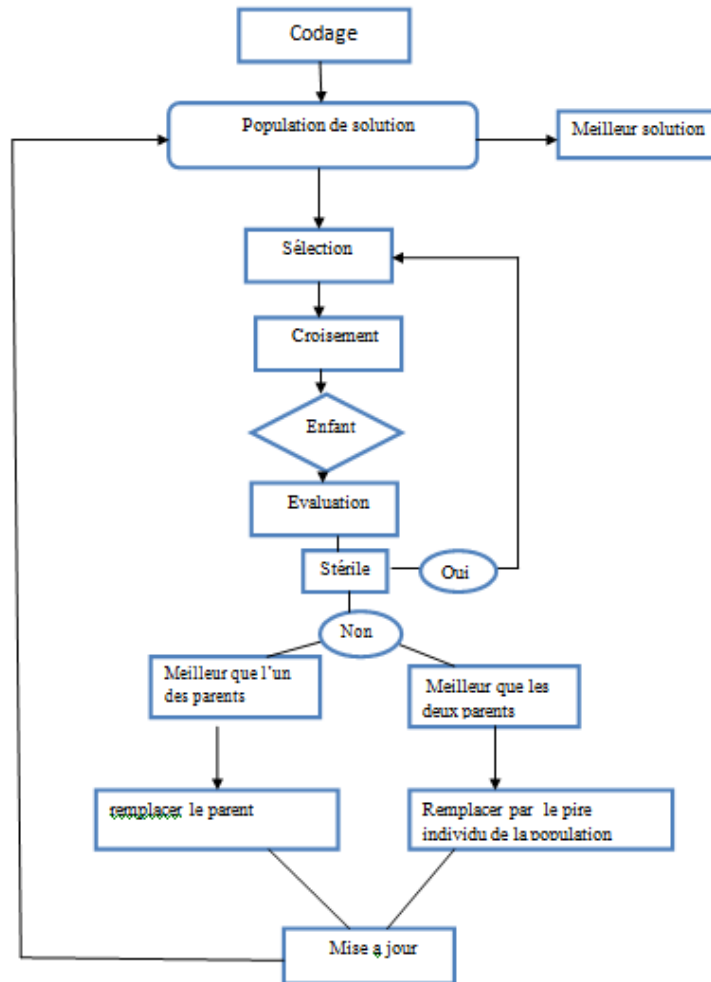 Codage
Population de solution
Meilleur solution
Sélection
Croisement
Enfant
Evaluation
Stérile
Oui
Non
Meilleur que l'un
des parents
Meilleur que les
deux parents
remplacer le parent
Remplacer par le pire
individu de la population
Mise a jour